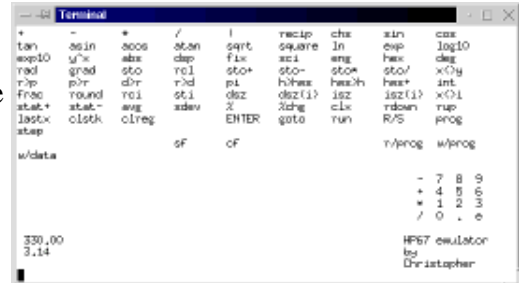 Terminal
+ - * / ! recip chs sin cos
tan asin acos atan sqrt square ln exp log10
exp10 y^x abs dsp fix sci eng hex deg
rad grad sto rcl sto+ sto- sto* sto/ x<>y
r>p p>r d>r r>d pi h>hms hms>h hms+ int
frac round rci sti dsz dsz(i) isz isz(i) x<>i
stat+ stat- avg sdev % %chg clx rdown rup
lastx clstk clreg ENTER goto run R/S prog
step
sf cf r/prog w/prog
w/data
- 7 8 9
+ 4 5 6
* 1 2 3
/ 0 . e
330.00 HP67 emulator
3.14 by
Christopher
e